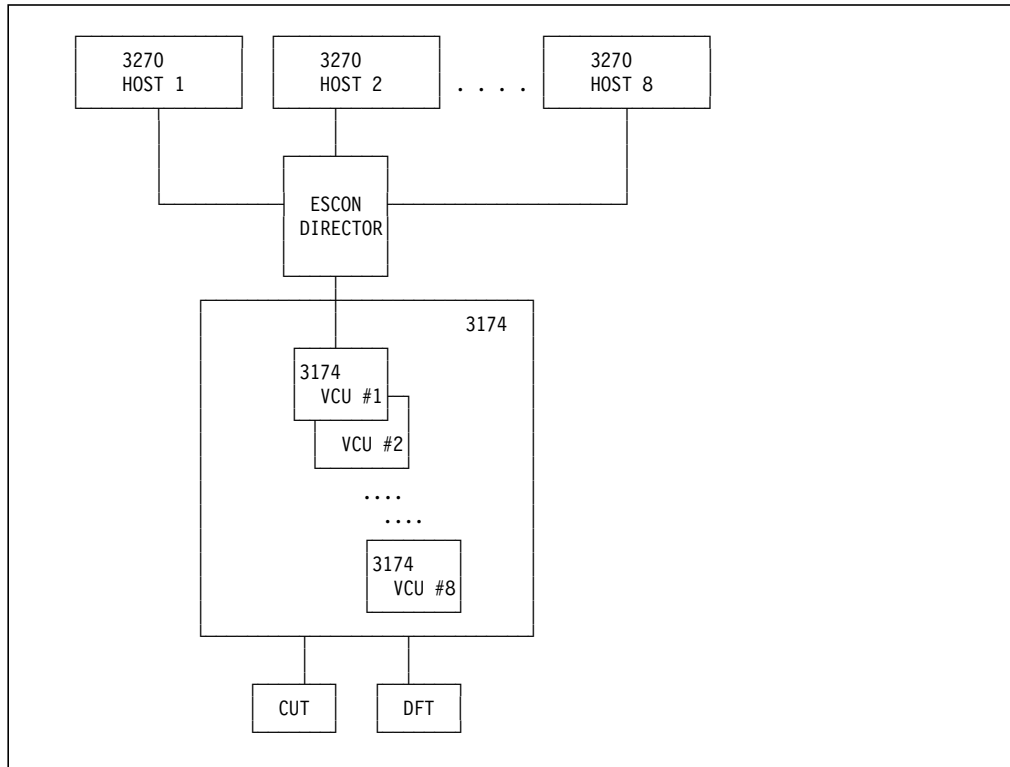 3270
HOST 1
3270
HOST 2
. . . .
3270
HOST 8
ESCON
DIRECTOR
3174
3174
VCU #1
VCU #2
....
....
3174
VCU #8
CUT
DFT